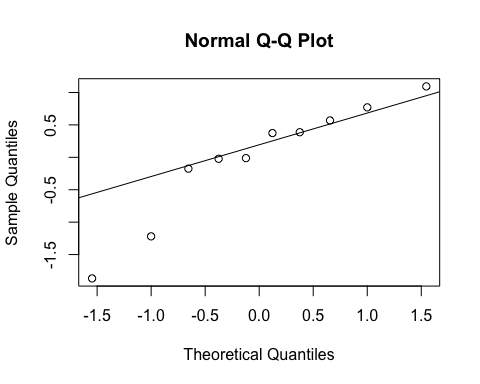 Normal Q-Q Plot
Sample Quantiles
0.5
-0.5
-1.5
-1.5 -1.0 -0.5 0.0 0.5 1.0 1.5
Theoretical Quantiles